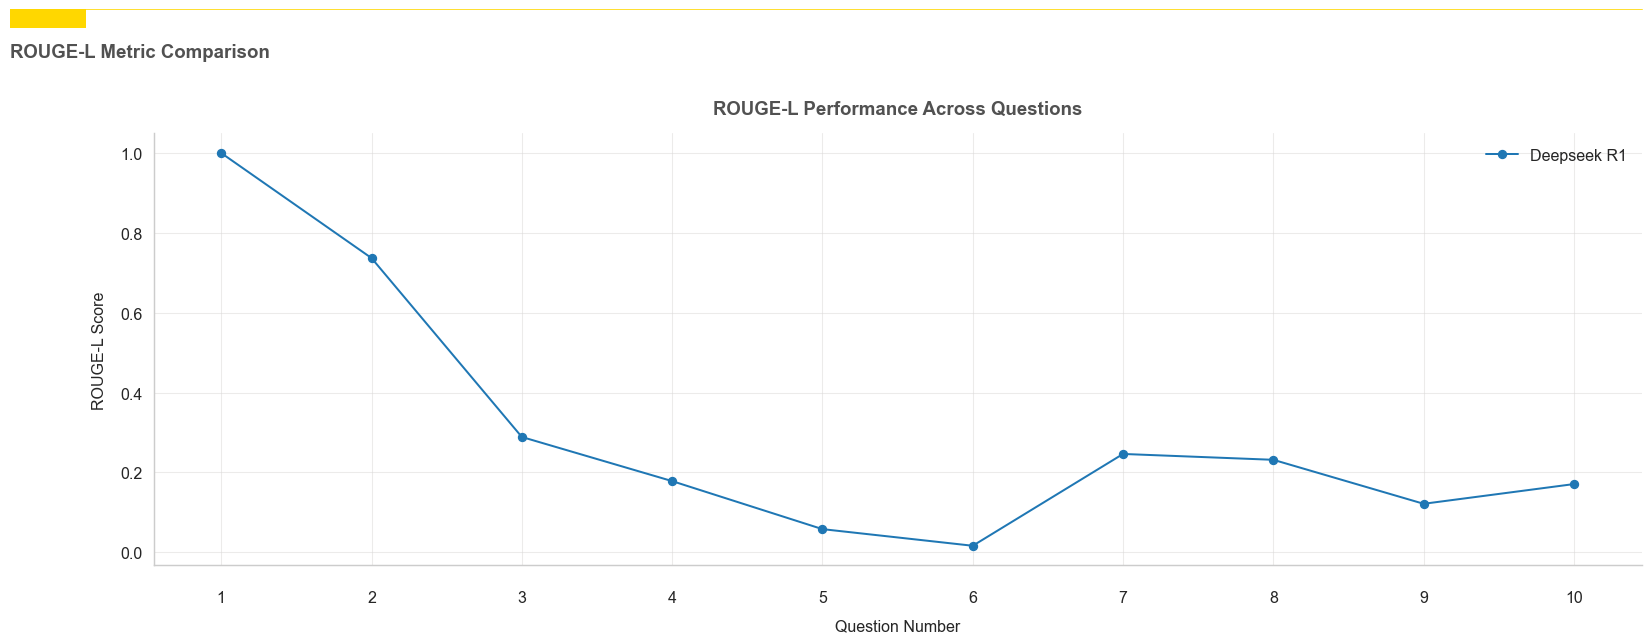 ROUGE-L Metric Comparison
ROUGE-L Performance Across Questions
Deepseek R1
ROUGE-L Score
1.0
0.8
0.6
0.4
0.2
0.0
1 2 3 4 5 6 7 8 9 10
Question Number